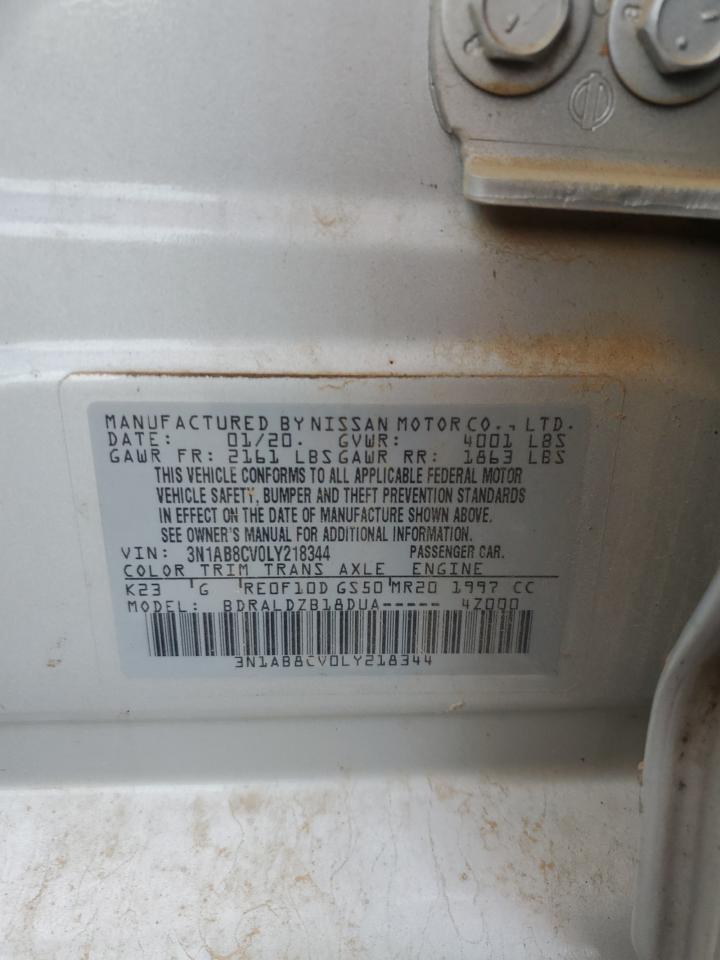 MANUFACTURED BY NISSAN MOTOR CO., LTD.
DATE: 01/20. GVWR: 4001 LBS
GAWR FR: 2161 LBS GAWR RR: 1863 LBS
THIS VEHICLE CONFORMS TO ALL APPLICABLE FEDERAL MOTOR
VEHICLE SAFETY, BUMPER AND THEFT PREVENTION STANDARDS
IN EFFECT ON THE DATE OF MANUFACTURE SHOWN ABOVE.
SEE OWNER'S MANUAL FOR ADDITIONAL INFORMATION.
VIN: 3N1AB8CV0LY218344 PASSENGER CAR.
COLOR TRIM TRANS AXLE ENGINE
K23 G RE0F10D GS50 MR20 1997 CC
MODEL: BDRALDZB18DUA----- 4Z000
3N1AB8CV0LY218344